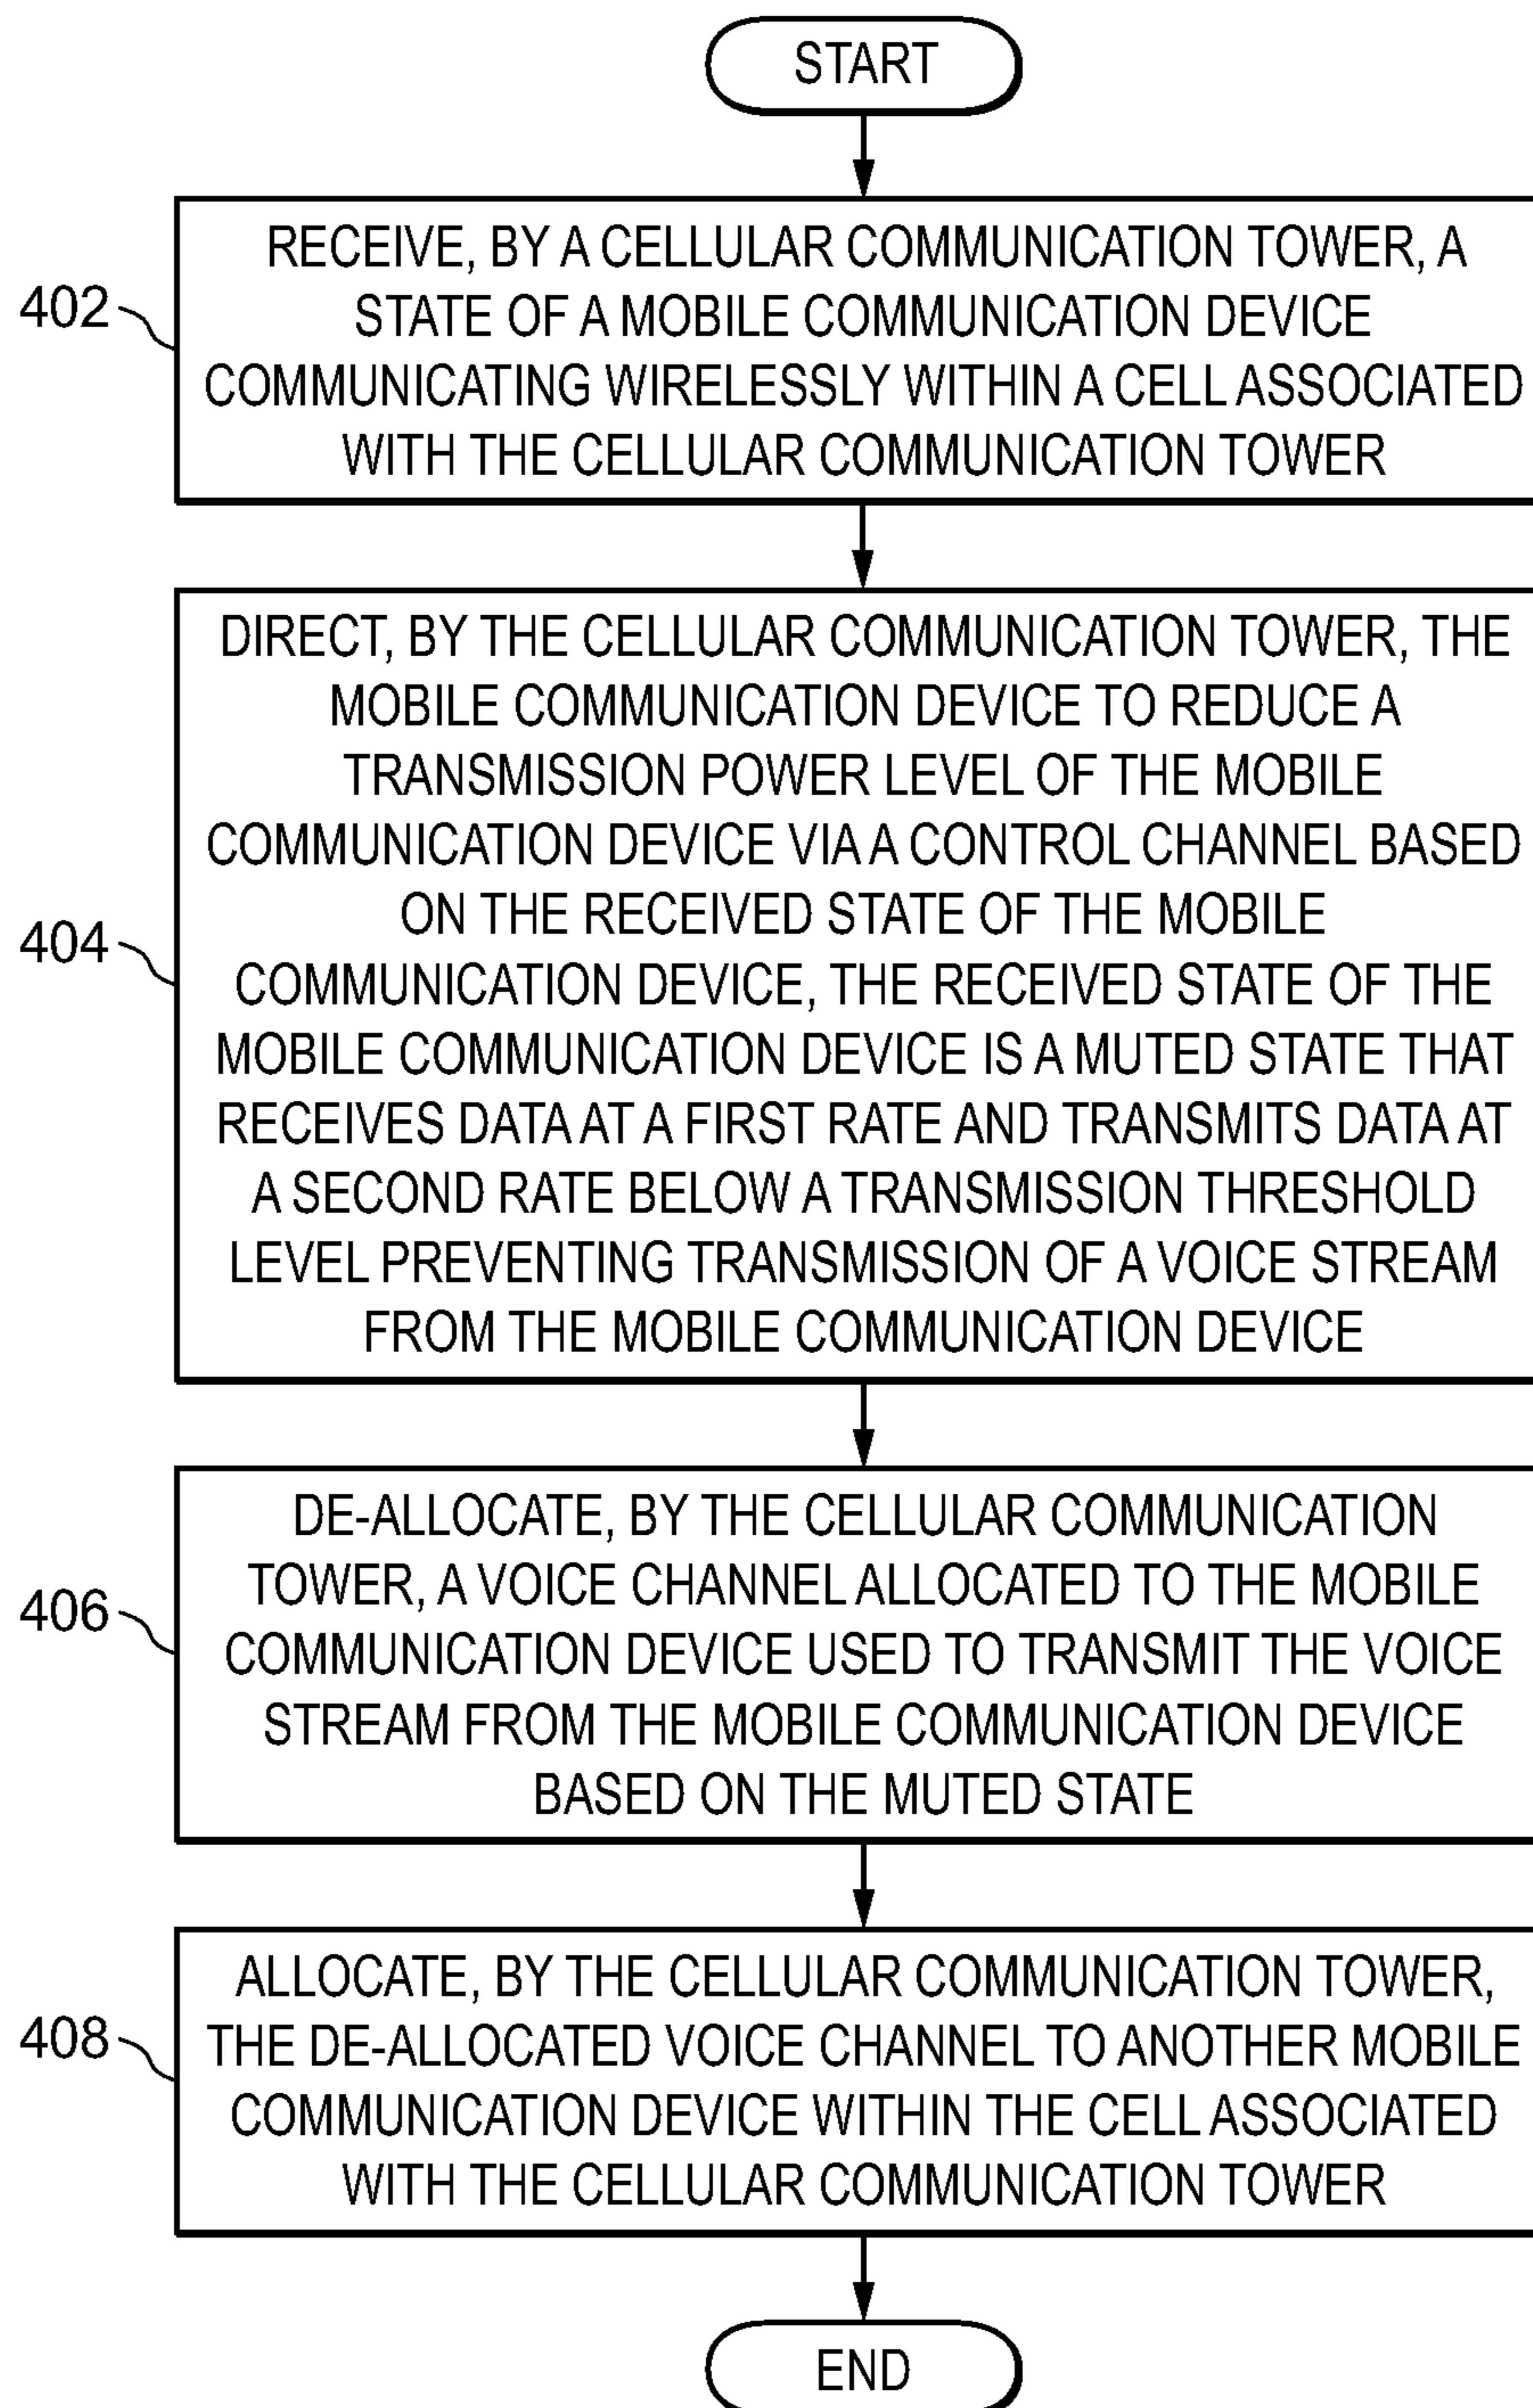 START
402
RECEIVE, BY A CELLULAR COMMUNICATION TOWER, A
STATE OF A MOBILE COMMUNICATION DEVICE
COMMUNICATING WIRELESSLY WITHIN A CELL ASSOCIATED
WITH THE CELLULAR COMMUNICATION TOWER
404
DIRECT, BY THE CELLULAR COMMUNICATION TOWER, THE
MOBILE COMMUNICATION DEVICE TO REDUCE A
TRANSMISSION POWER LEVEL OF THE MOBILE
COMMUNICATION DEVICE VIA A CONTROL CHANNEL BASED
ON THE RECEIVED STATE OF THE MOBILE
COMMUNICATION DEVICE, THE RECEIVED STATE OF THE
MOBILE COMMUNICATION DEVICE IS A MUTED STATE THAT
RECEIVES DATA AT A FIRST RATE AND TRANSMITS DATA AT
A SECOND RATE BELOW A TRANSMISSION THRESHOLD
LEVEL PREVENTING TRANSMISSION OF A VOICE STREAM
FROM THE MOBILE COMMUNICATION DEVICE
406
DE-ALLOCATE, BY THE CELLULAR COMMUNICATION
TOWER, A VOICE CHANNEL ALLOCATED TO THE MOBILE
COMMUNICATION DEVICE USED TO TRANSMIT THE VOICE
STREAM FROM THE MOBILE COMMUNICATION DEVICE
BASED ON THE MUTED STATE
408
ALLOCATE, BY THE CELLULAR COMMUNICATION TOWER,
THE DE-ALLOCATED VOICE CHANNEL TO ANOTHER MOBILE
COMMUNICATION DEVICE WITHIN THE CELL ASSOCIATED
WITH THE CELLULAR COMMUNICATION TOWER
END